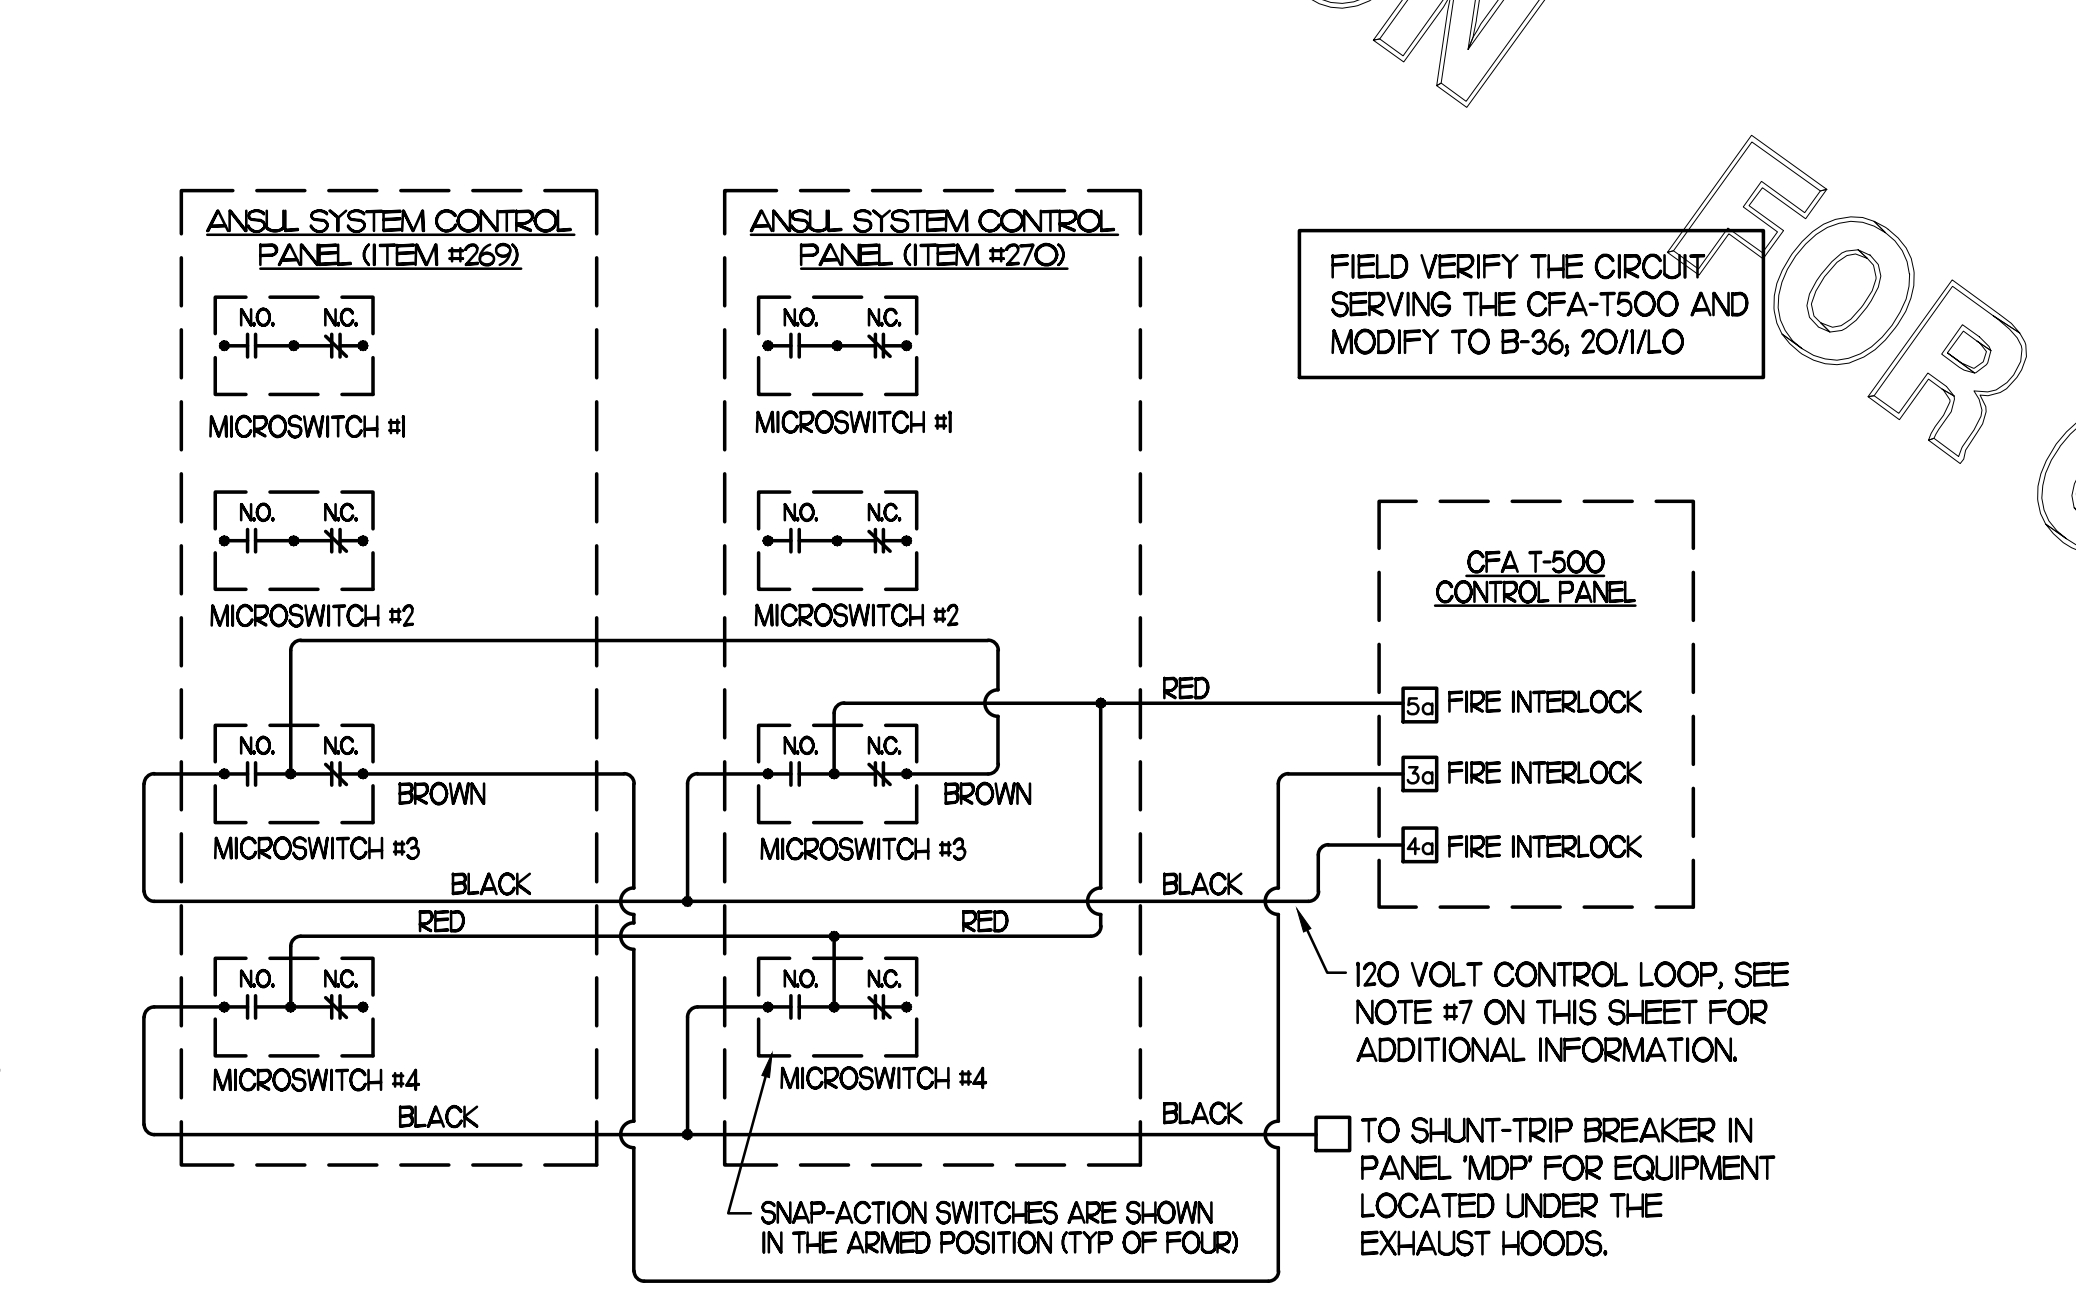 ON FOR
ANSUL SYSTEM CONTROL
PANEL (ITEM #269)
N.O. N.C.
MICROSWITCH #1
N.O. N.C.
MICROSWITCH #2
N.O. N.C.
BROWN
MICROSWITCH #3
BLACK
RED
N.O. N.C.
MICROSWITCH #4
BLACK
ANSUL SYSTEM CONTROL
PANEL (ITEM #270)
N.O. N.C.
MICROSWITCH #1
N.O. N.C.
MICROSWITCH #2
N.O. N.C.
BROWN
MICROSWITCH #3
RED
N.O. N.C.
MICROSWITCH #4
SNAP-ACTION SWITCHES ARE SHOWN
IN THE ARMED POSITION (TYP OF FOUR)
RED
BLACK
BLACK
FIELD VERIFY THE CIRCUIT
SERVING THE CFA-T500 AND
MODIFY TO B-36; 20/1/LO
CFA T-500
CONTROL PANEL
5a FIRE INTERLOCK
3a FIRE INTERLOCK
4a FIRE INTERLOCK
120 VOLT CONTROL LOOP, SEE
NOTE #7 ON THIS SHEET FOR
ADDITIONAL INFORMATION.
TO SHUNT-TRIP BREAKER IN
PANEL 'MDP' FOR EQUIPMENT
LOCATED UNDER THE
EXHAUST HOODS.